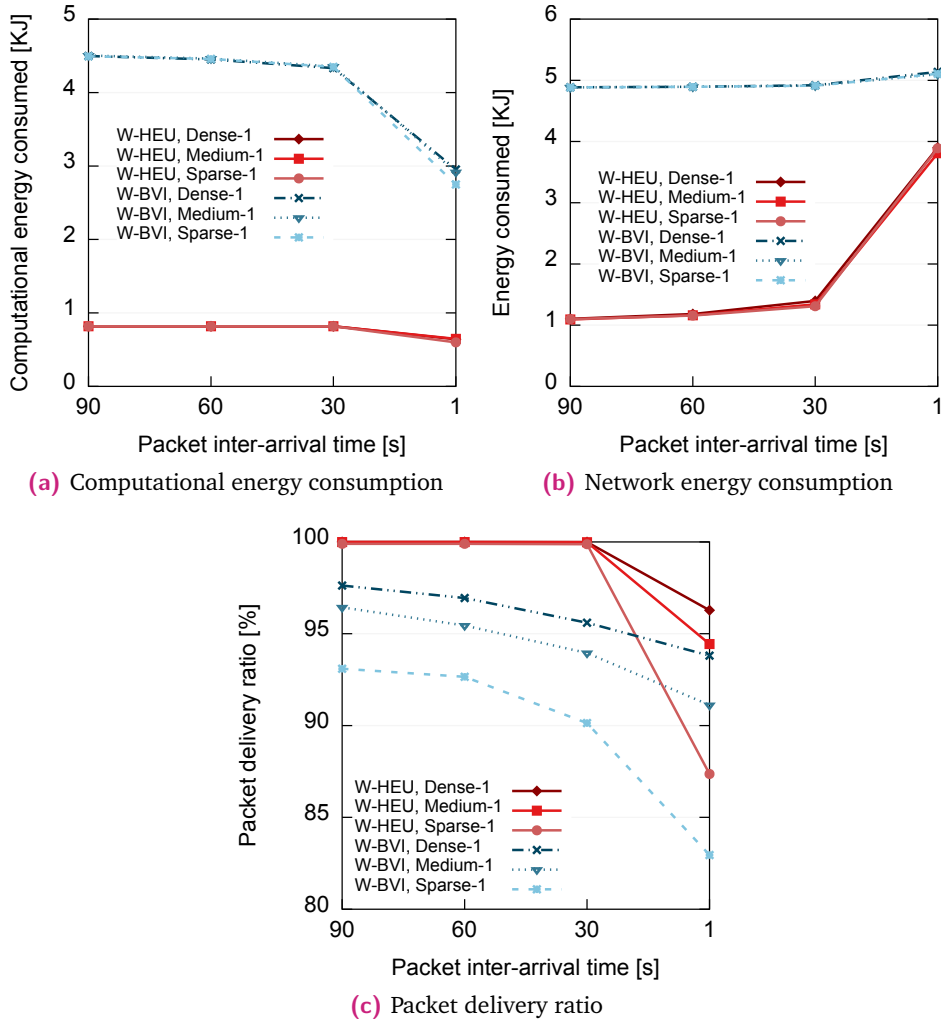 Computational energy consumed [KJ]
5
4
3
2
1
0
W-HEU, Dense-1
W-HEU, Medium-1
W-HEU, Sparse-1
W-BVI, Dense-1
W-BVI, Medium-1
W-BVI, Sparse-1
90 60 30 1
Packet inter-arrival time [s]
(a) Computational energy consumption
Energy consumed [KJ]
6
5
4
3
2
1
0
W-HEU, Dense-1
W-HEU, Medium-1
W-HEU, Sparse-1
W-BVI, Dense-1
W-BVI, Medium-1
W-BVI, Sparse-1
90 60 30 1
Packet inter-arrival time [s]
(b) Network energy consumption
Packet delivery ratio [%]
100
95
90
85
80
W-HEU, Dense-1
W-HEU, Medium-1
W-HEU, Sparse-1
W-BVI, Dense-1
W-BVI, Medium-1
W-BVI, Sparse-1
90 60 30 1
Packet inter-arrival time [s]
(c) Packet delivery ratio